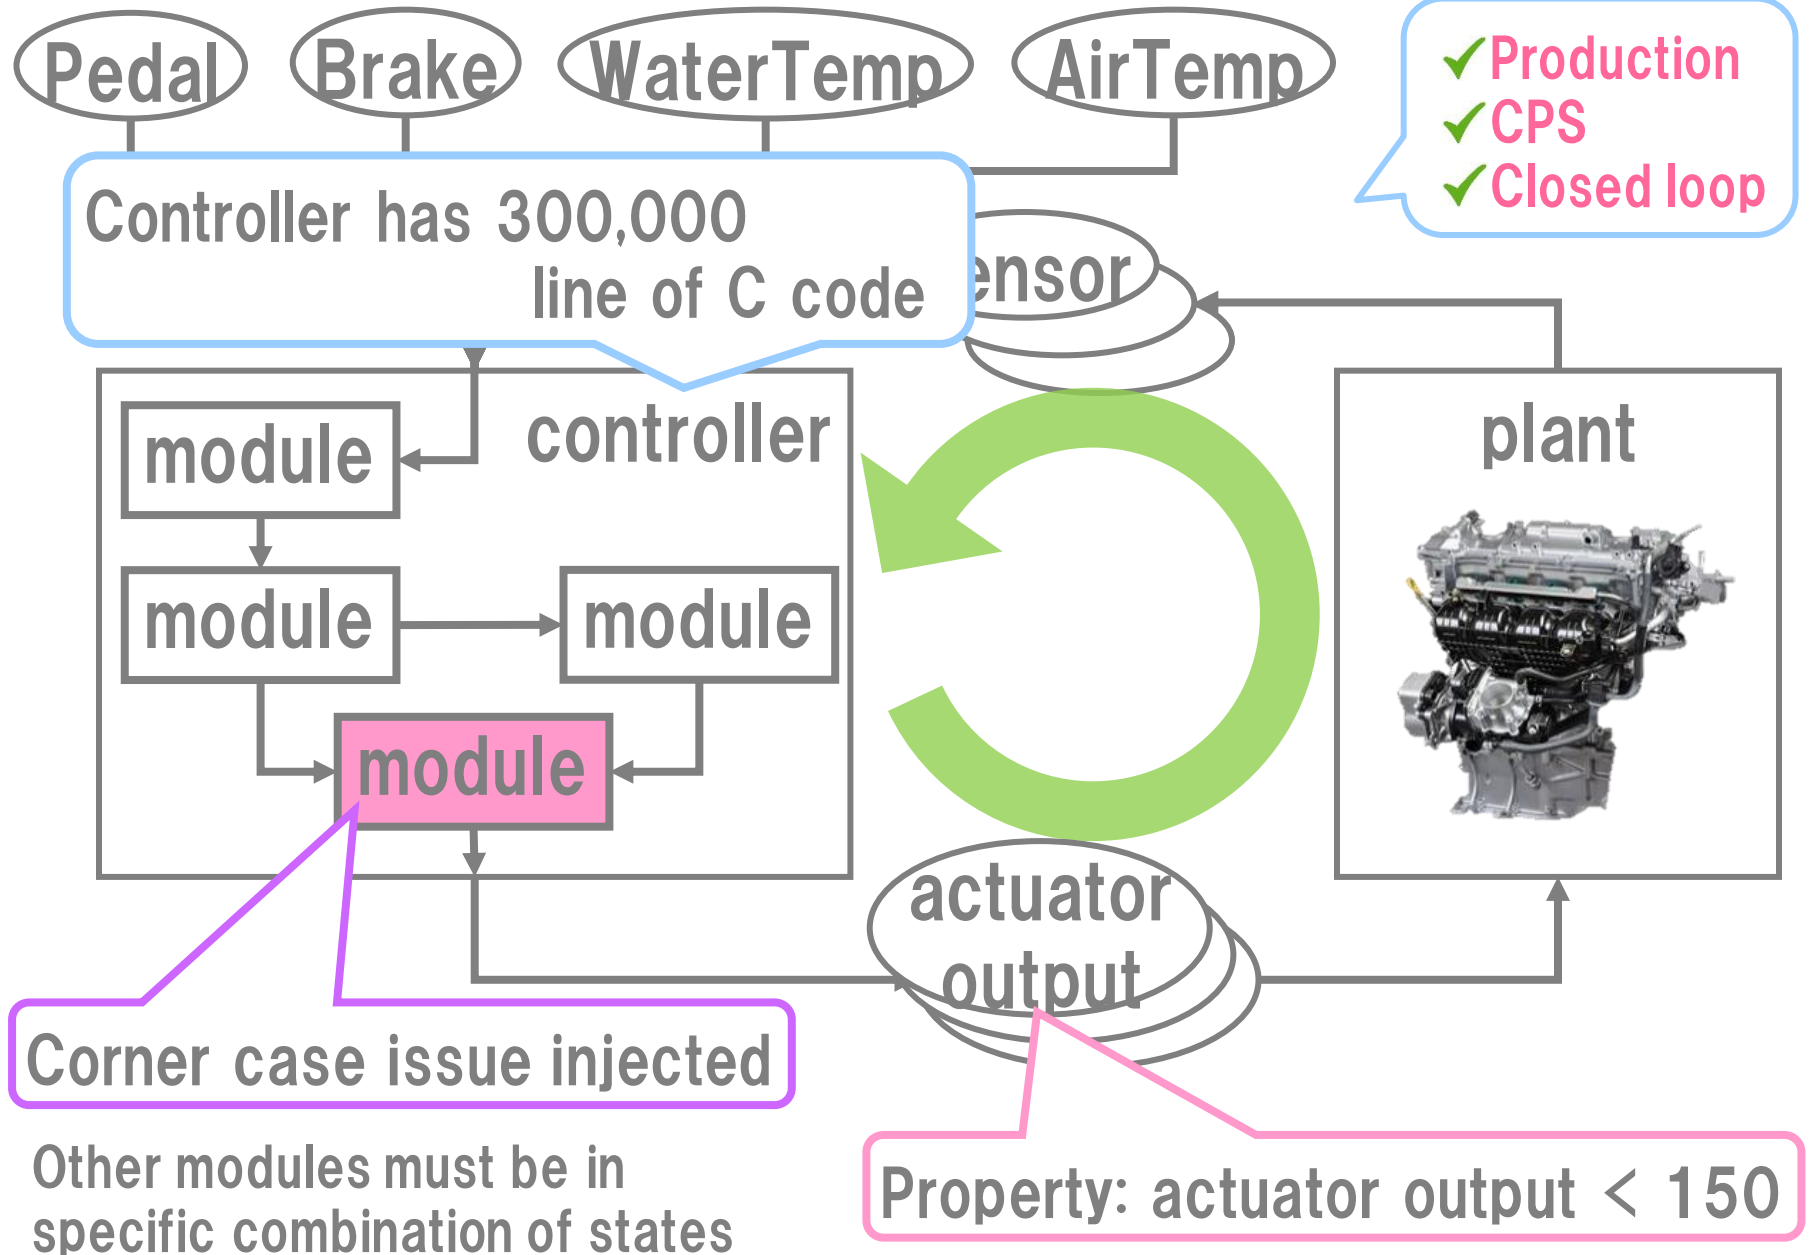 Pedal
Brake
WaterTemp
AirTemp
Production
CPS
Closed loop
Controller has 300,000
line of C code
ensor
controller
plant
module
module
module
module
actuator
output
Corner case issue injected
Other modules must be in
specific combination of states
Property: actuator output < 150